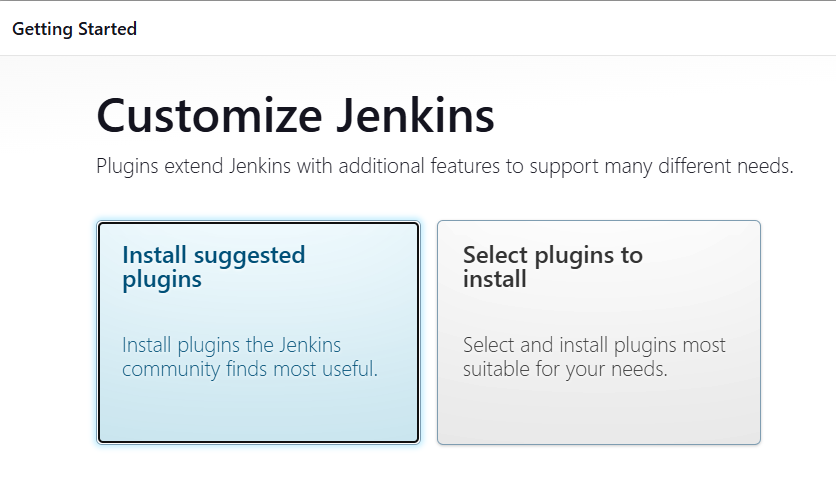 Getting Started
Customize Jenkins
Plugins extend Jenkins with additional features to support many different needs.
Install suggested
plugins
Install plugins the Jenkins
community finds most useful.
Select plugins to
install
Select and install plugins most
suitable for your needs.